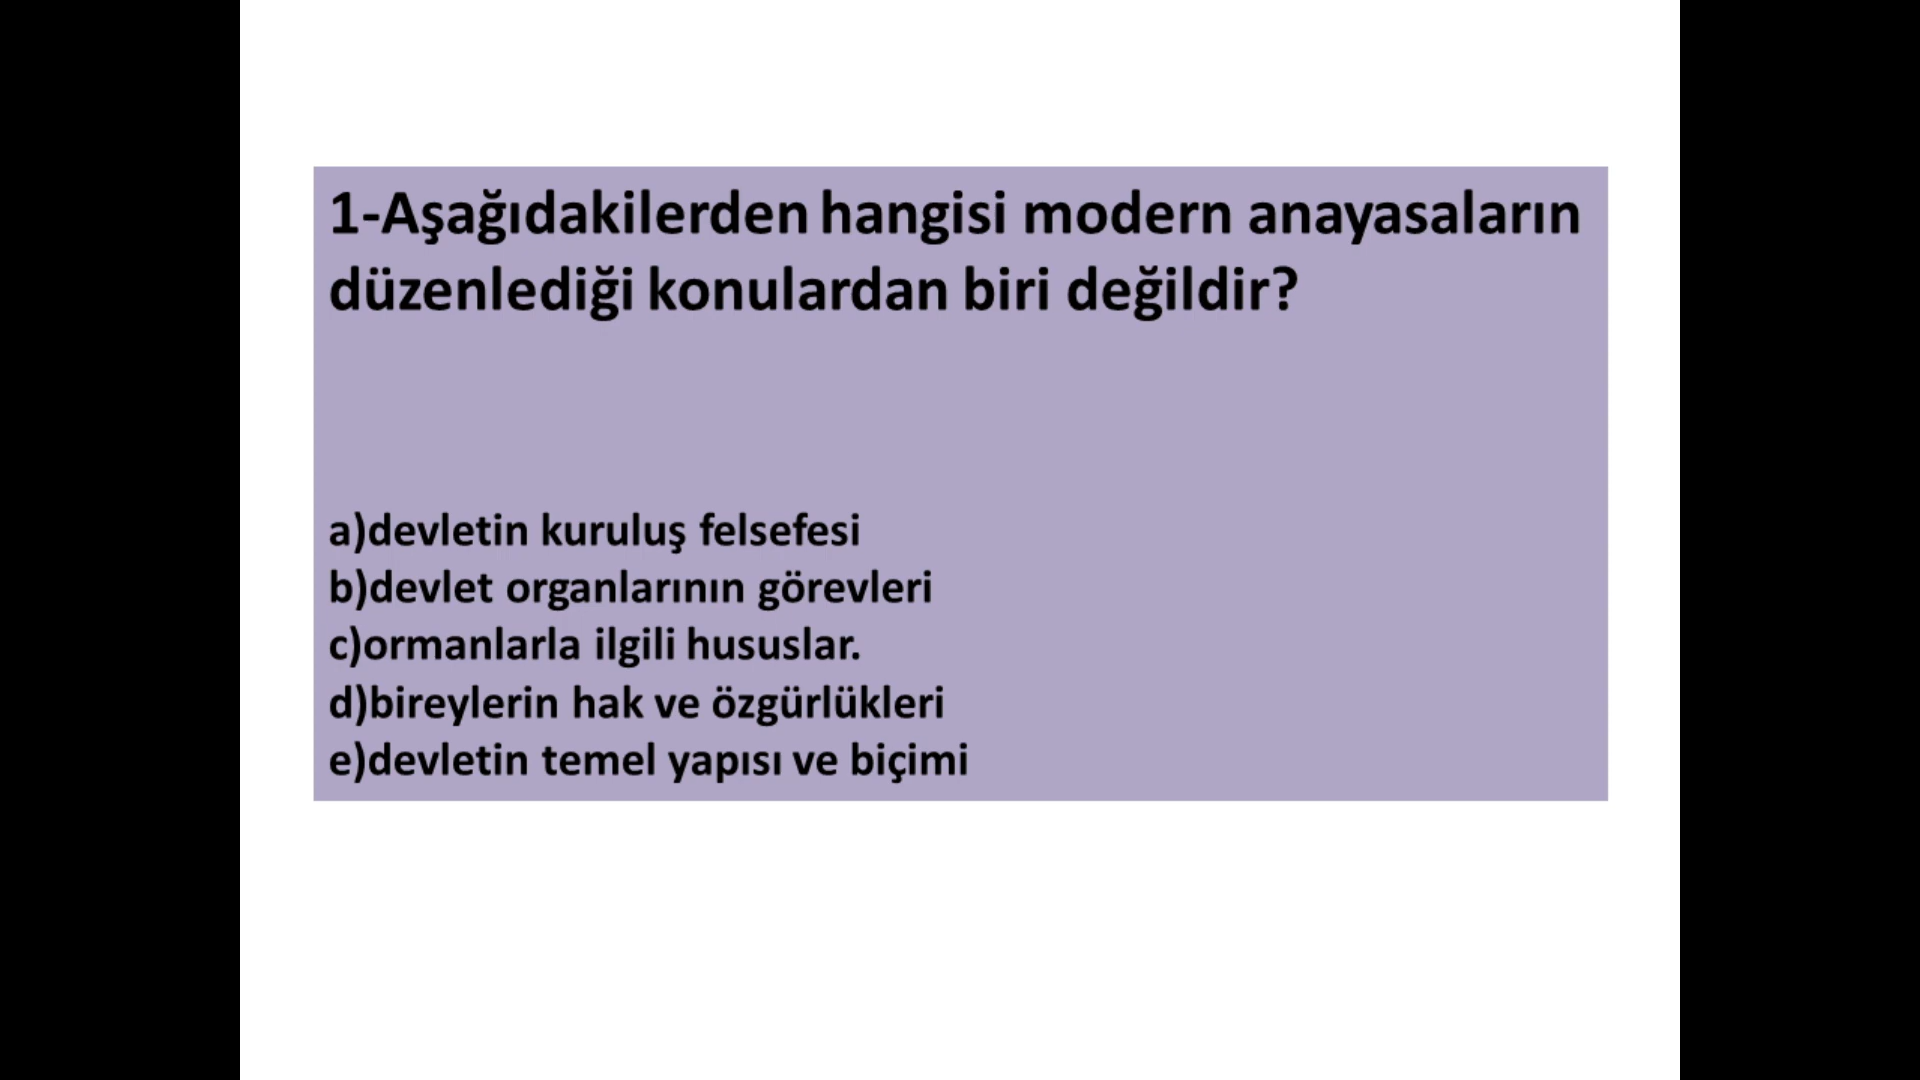 1-Aşağıdakilerden hangisi modern anayasaların
düzenlediği konulardan biri değildir?
a)devletin kuruluş felsefesi
b)devlet organlarının görevleri
c)ormanlarla ilgili hususlar.
d)bireylerin hak ve özgürlükleri
e)devletin temel yapısı ve biçimi